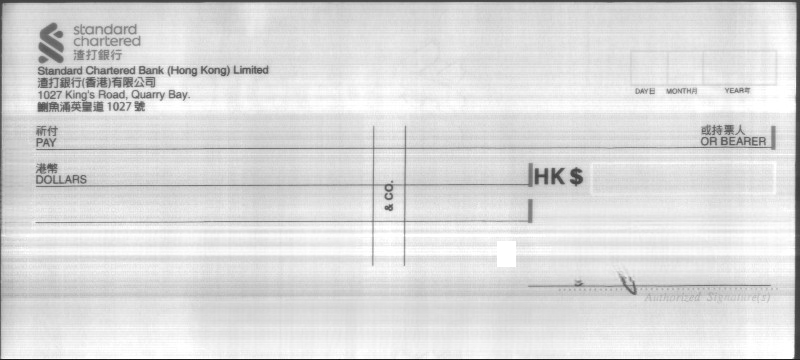 standard
chartered
渣打銀行
Standard Chartered Bank (Hong Kong) Limited
渣打銀行(香港)有限公司
1027 King's Road, Quarry Bay.
鰂魚涌英皇道 1027 號
DAY日 MONTH月 YEAR年
祈付
PAY
或持票人
OR BEARER
港幣
DOLLARS
HK $
& CO.
Authorized Signature(s)